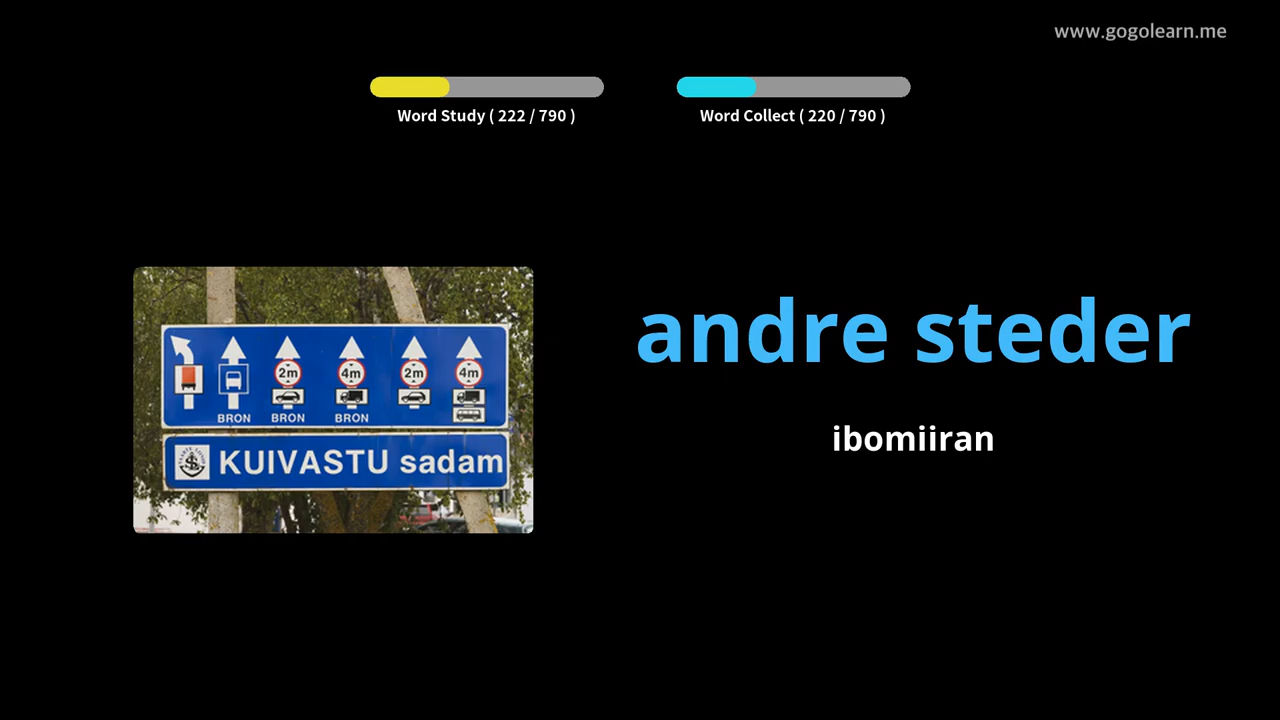 www.gogolearn.me
Word Study ( 222 / 790 )
Word Collect ( 220 / 790 )
andre steder
ibomiiran
2m 4m 2m 4m
BRON BRON BRON
KUIVASTU sadam